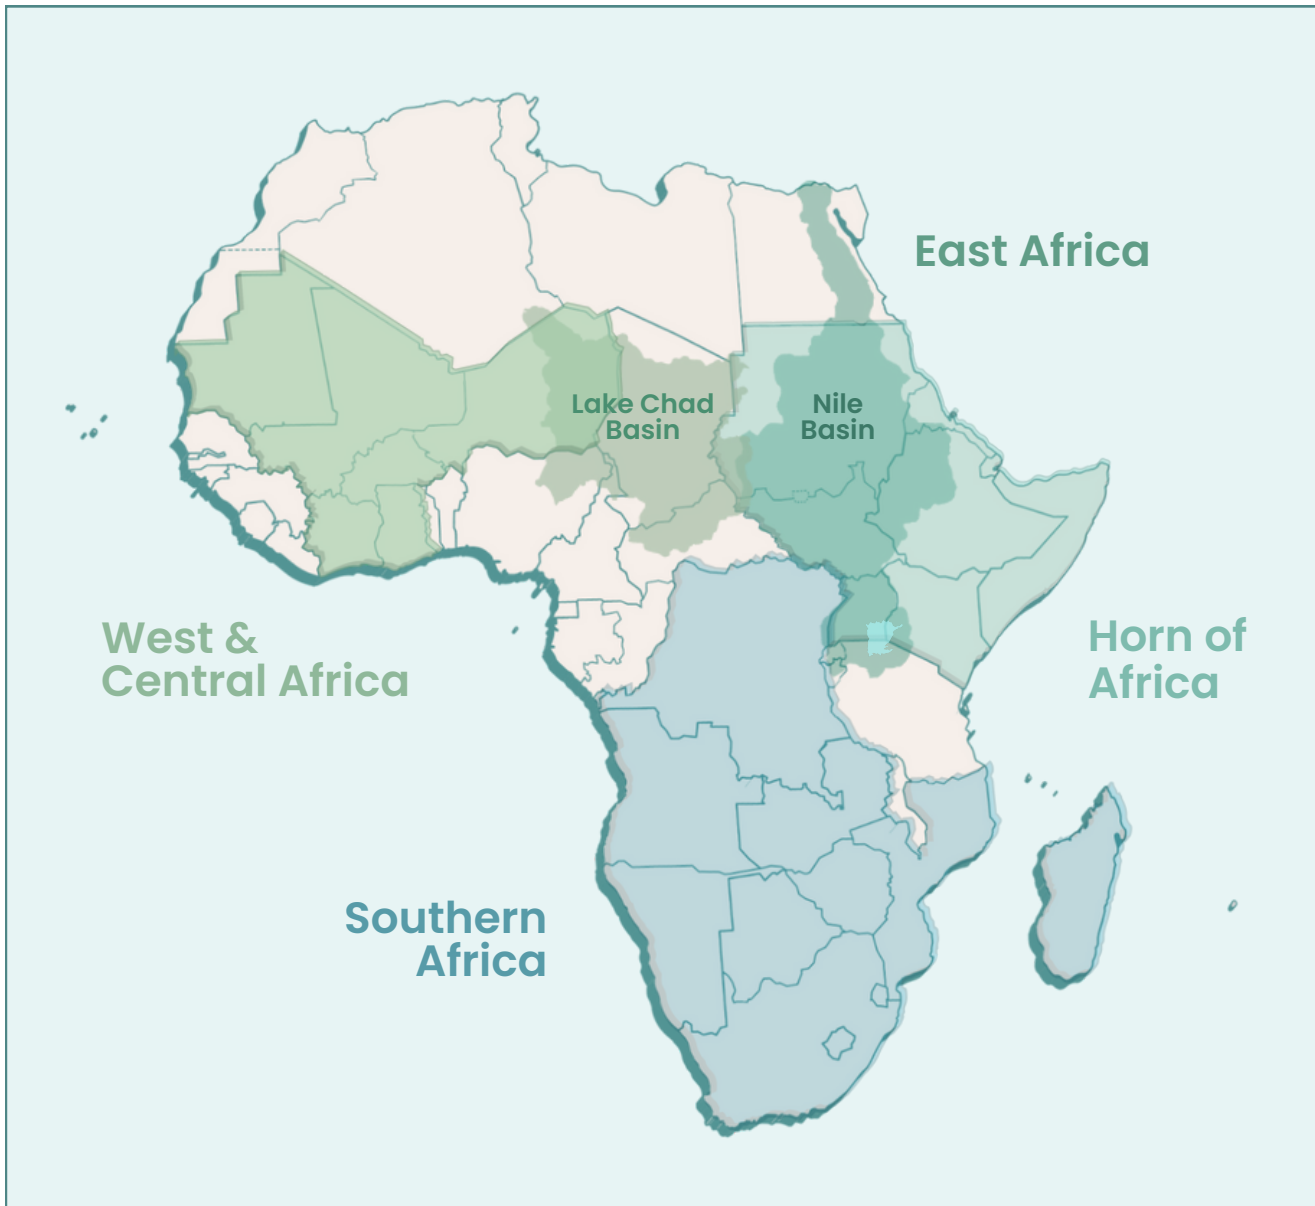 East Africa
Lake Chad
Basin
Nile
Basin
West &
Central Africa
Horn of
Africa
Southern
Africa